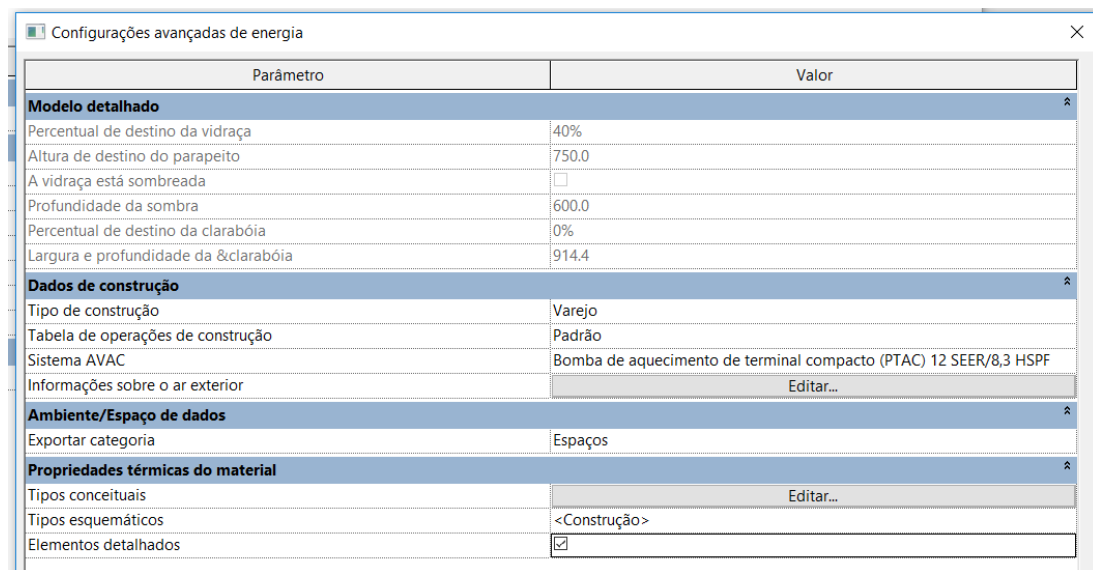 Configurações avançadas de energia
Parâmetro Valor
Modelo detalhado
Percentual de destino da vidraça 40%
Altura de destino do parapeito 750.0
A vidraça está sombreada
Profundidade da sombra 600.0
Percentual de destino da clarabóia 0%
Largura e profundidade da &clarabóia 914.4
Dados de construção
Tipo de construção Varejo
Tabela de operações de construção Padrão
Sistema AVAC Bomba de aquecimento de terminal compacto (PTAC) 12 SEER/8,3 HSPF
Informações sobre o ar exterior Editar...
Ambiente/Espaço de dados
Exportar categoria Espaços
Propriedades térmicas do material
Tipos conceituais Editar...
Tipos esquemáticos <Construção>
Elementos detalhados